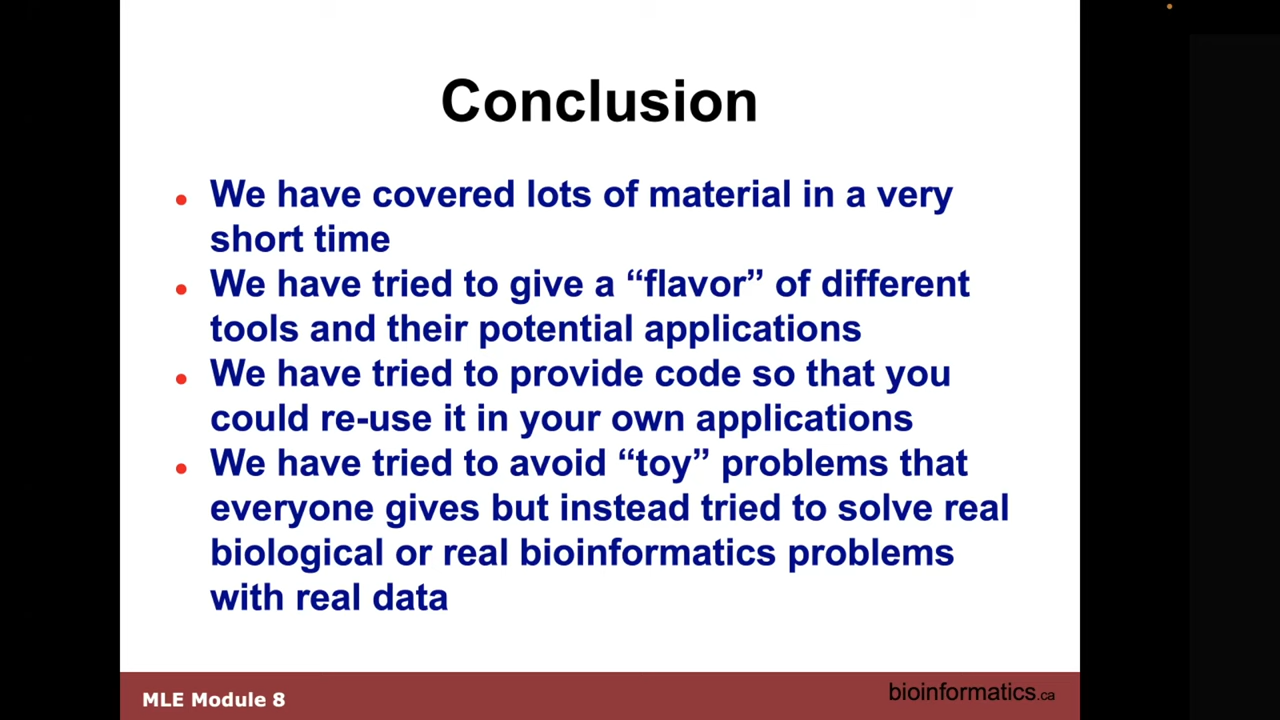 Conclusion
• We have covered lots of material in a very
short time
• We have tried to give a “flavor” of different
tools and their potential applications
• We have tried to provide code so that you
could re-use it in your own applications
• We have tried to avoid “toy” problems that
everyone gives but instead tried to solve real
biological or real bioinformatics problems
with real data
MLE Module 8
bioinformatics.ca